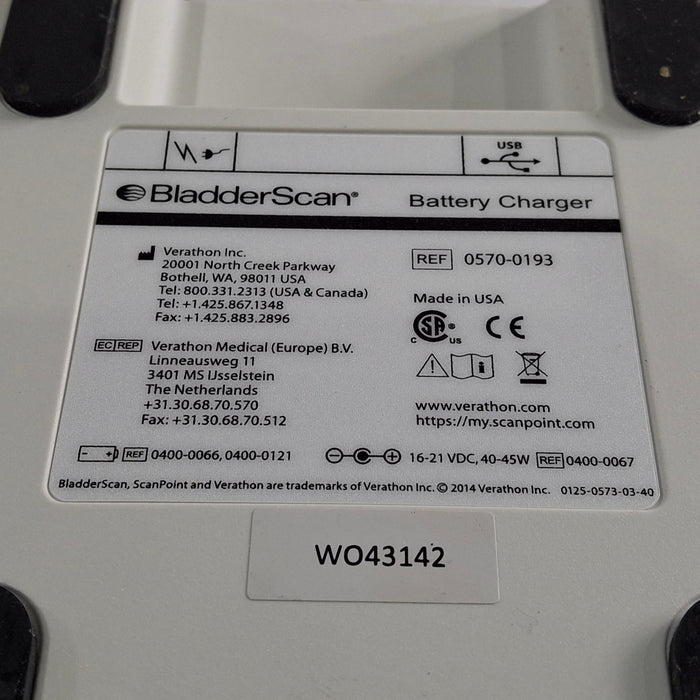 USB
BladderScan® Battery Charger
Verathon Inc.
20001 North Creek Parkway
Bothell, WA, 98011 USA
Tel: 800.331.2313 (USA & Canada)
Tel: +1.425.867.1348
Fax: +1.425.883.2896
EC REP Verathon Medical (Europe) B.V.
Linneausweg 11
3401 MS IJsselstein
The Netherlands
+31.30.68.70.570
Fax: +31.30.68.70.512
REF 0570-0193
Made in USA
C SA® US CE
www.verathon.com
https://my.scanpoint.com
- + REF 0400-0066, 0400-0121
16-21 VDC, 40-45W REF 0400-0067
BladderScan, ScanPoint and Verathon are trademarks of Verathon Inc. © 2014 Verathon Inc. 0125-0573-03-40
WO43142